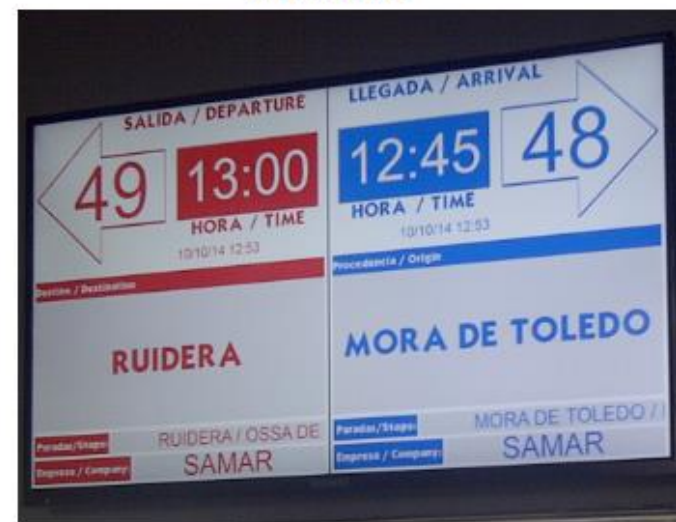 SALIDA / DEPARTURE
49
13:00
HORA / TIME
10/10/14 12:53
Destino / Destination
RUIDERA
Paradas/Stops:
RUIDERA / OSSA DE
Empresa / Company:
SAMAR
LLEGADA / ARRIVAL
12:45
48
HORA / TIME
10/10/14 12:53
Procedencia / Origin
MORA DE TOLEDO
Paradas/Stops:
MORA DE TOLEDO /
Empresa / Company:
SAMAR